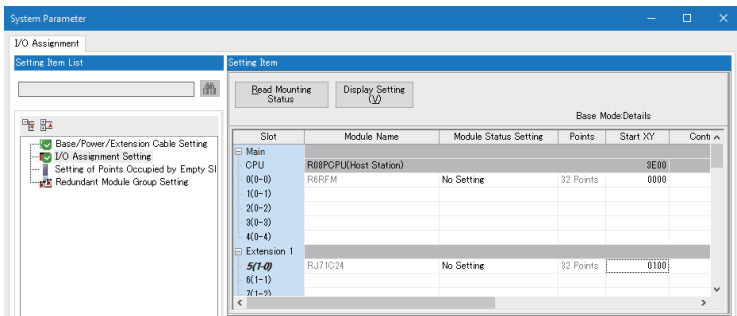 System Parameter
I/O Assignment
Setting Item List
Setting Item
Read Mounting
Status
Display Setting
(V)
Base Mode:Details
Base/Power/Extension Cable Setting
I/O Assignment Setting
Setting of Points Occupied by Empty Sl
Redundant Module Group Setting
Slot Module Name Module Status Setting Points Start XY Contr
Main
CPU R08PCPU(Host Station) 3E00
0(0-0) R6RFM No Setting 32 Points 0000
1(0-1)
2(0-2)
3(0-3)
4(0-4)
Extension 1
5(1-0) RJ71C24 No Setting 32 Points 0100
6(1-1)
7(1-2)